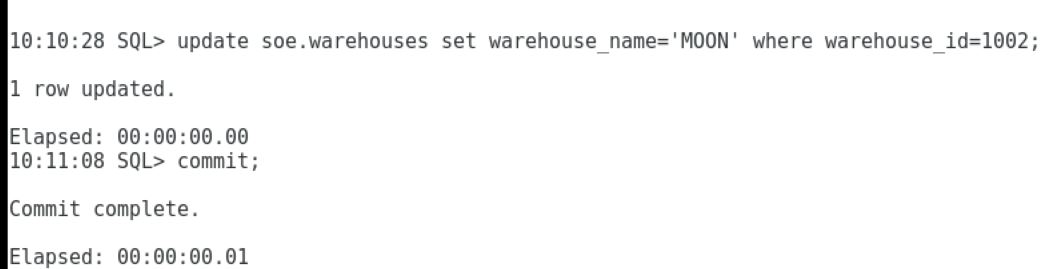 10:10:28 SQL> update soe.warehouses set warehouse_name='MOON' where warehouse_id=1002;
1 row updated.
Elapsed: 00:00:00.00
10:11:08 SQL> commit;
Commit complete.
Elapsed: 00:00:00.01